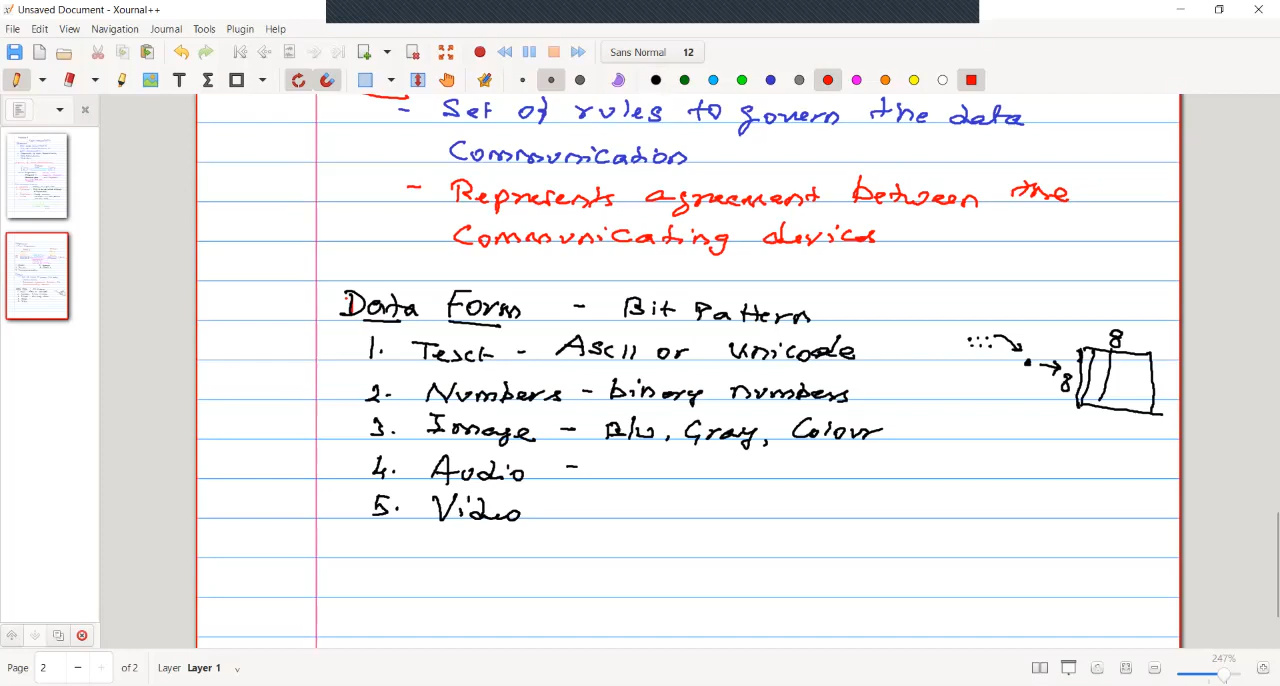 Unsaved Document - Xournal++
File Edit View Navigation Journal Tools Plugin Help
Sans Normal 12
- Set of rules to govern the data
Communication
- Represents agreement between the
Communicating devices
Data Form - Bit Pattern
1. Text - Ascii or Unicode
2. Numbers - binary numbers
3. Image - B/w, Gray, Colour
4. Audio -
5. Video
8
8
Page 2 of 2 Layer Layer 1 247%